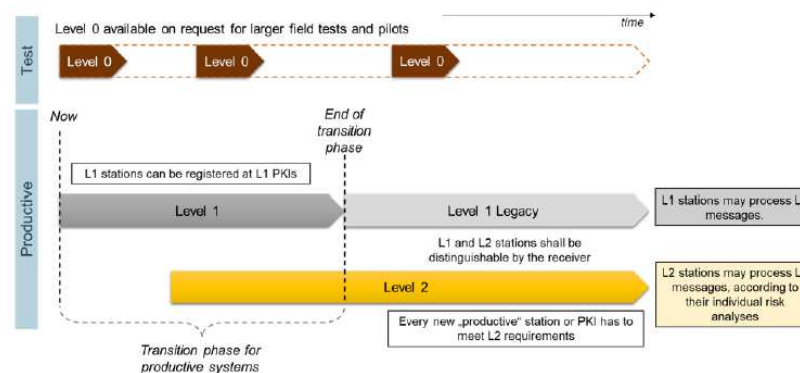 time
Level 0 available on request for larger field tests and pilots
Test
Level 0
Level 0
Level 0
Now
End of
transition
phase
Productive
L1 stations can be registered at L1 PKIs
Level 1
Level 1 Legacy
L1 stations may process
messages.
L1 and L2 stations shall be
distinguishable by the receiver
Level 2
L2 stations may process
messages, according to
their individual risk
analyses
Every new „productive“ station or PKI has to
meet L2 requirements
Transition phase for
productive systems